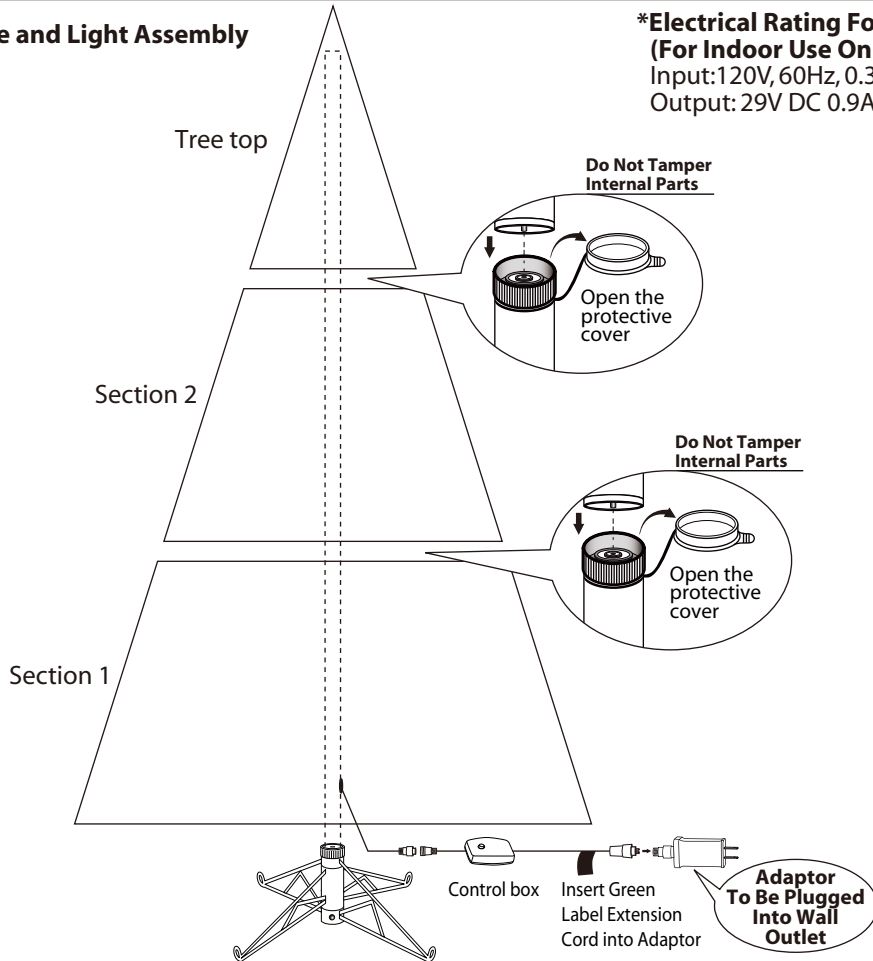 e and Light Assembly
*Electrical Rating Fo
(For Indoor Use On
Input:120V, 60Hz, 0.3
Output: 29V DC 0.9A
Tree top
Do Not Tamper
Internal Parts
Open the
protective
cover
Section 2
Do Not Tamper
Internal Parts
Open the
protective
cover
Section 1
Control box
Insert Green
Label Extension
Cord into Adaptor
Adaptor
To Be Plugged
Into Wall
Outlet